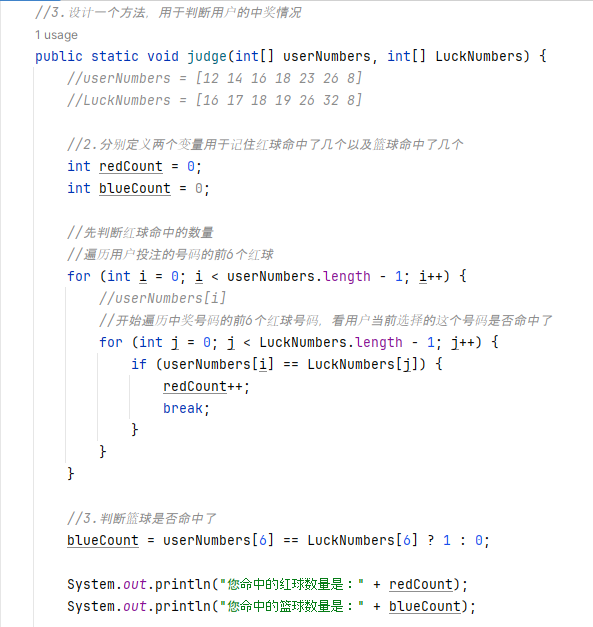 //3.设计一个方法，用于判断用户的中奖情况
1 usage
public static void judge(int[] userNumbers, int[] LuckNumbers) {
//userNumbers = [12 14 16 18 23 26 8]
//LuckNumbers = [16 17 18 19 26 32 8]
//2.分别定义两个变量用于记住红球命中了几个以及篮球命中了几个
int redCount = 0;
int blueCount = 0;
//先判断红球命中的数量
//遍历用户投注的号码的前6个红球
for (int i = 0; i < userNumbers.length - 1; i++) {
//userNumbers[i]
//开始遍历中奖号码的前6个红球号码，看用户当前选择的这个号码是否命中了
for (int j = 0; j < LuckNumbers.length - 1; j++) {
if (userNumbers[i] == LuckNumbers[j]) {
redCount++;
break;
}
}
}
//3.判断篮球是否命中了
blueCount = userNumbers[6] == LuckNumbers[6] ? 1 : 0;
System.out.println("您命中的红球数量是：" + redCount);
System.out.println("您命中的篮球数量是：" + blueCount);